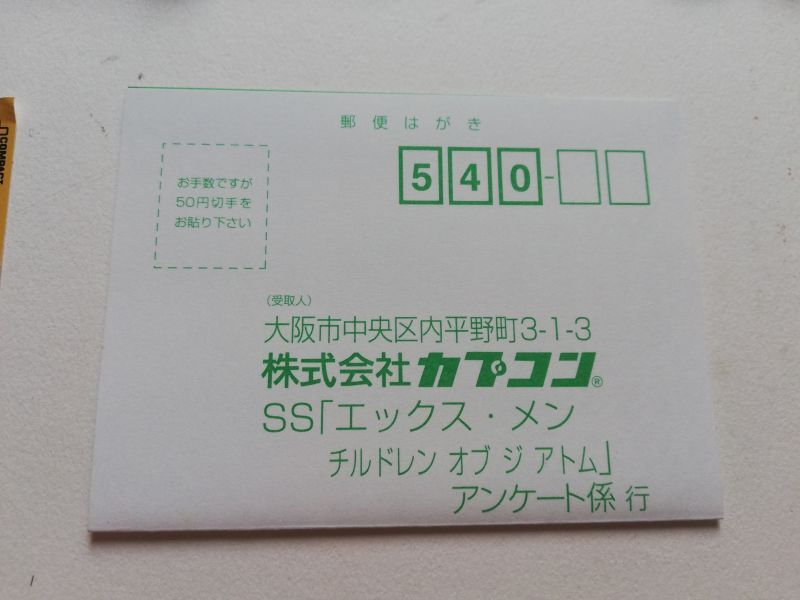 郵便はがき
お手数ですが
50円切手を
お貼り下さい
540-
(受取人)
大阪市中央区内平野町3-1-3
株式会社カプコン®
SS「エックス・メン
チルドレン オブ ジ アトム」
アンケート係 行
COMPACT